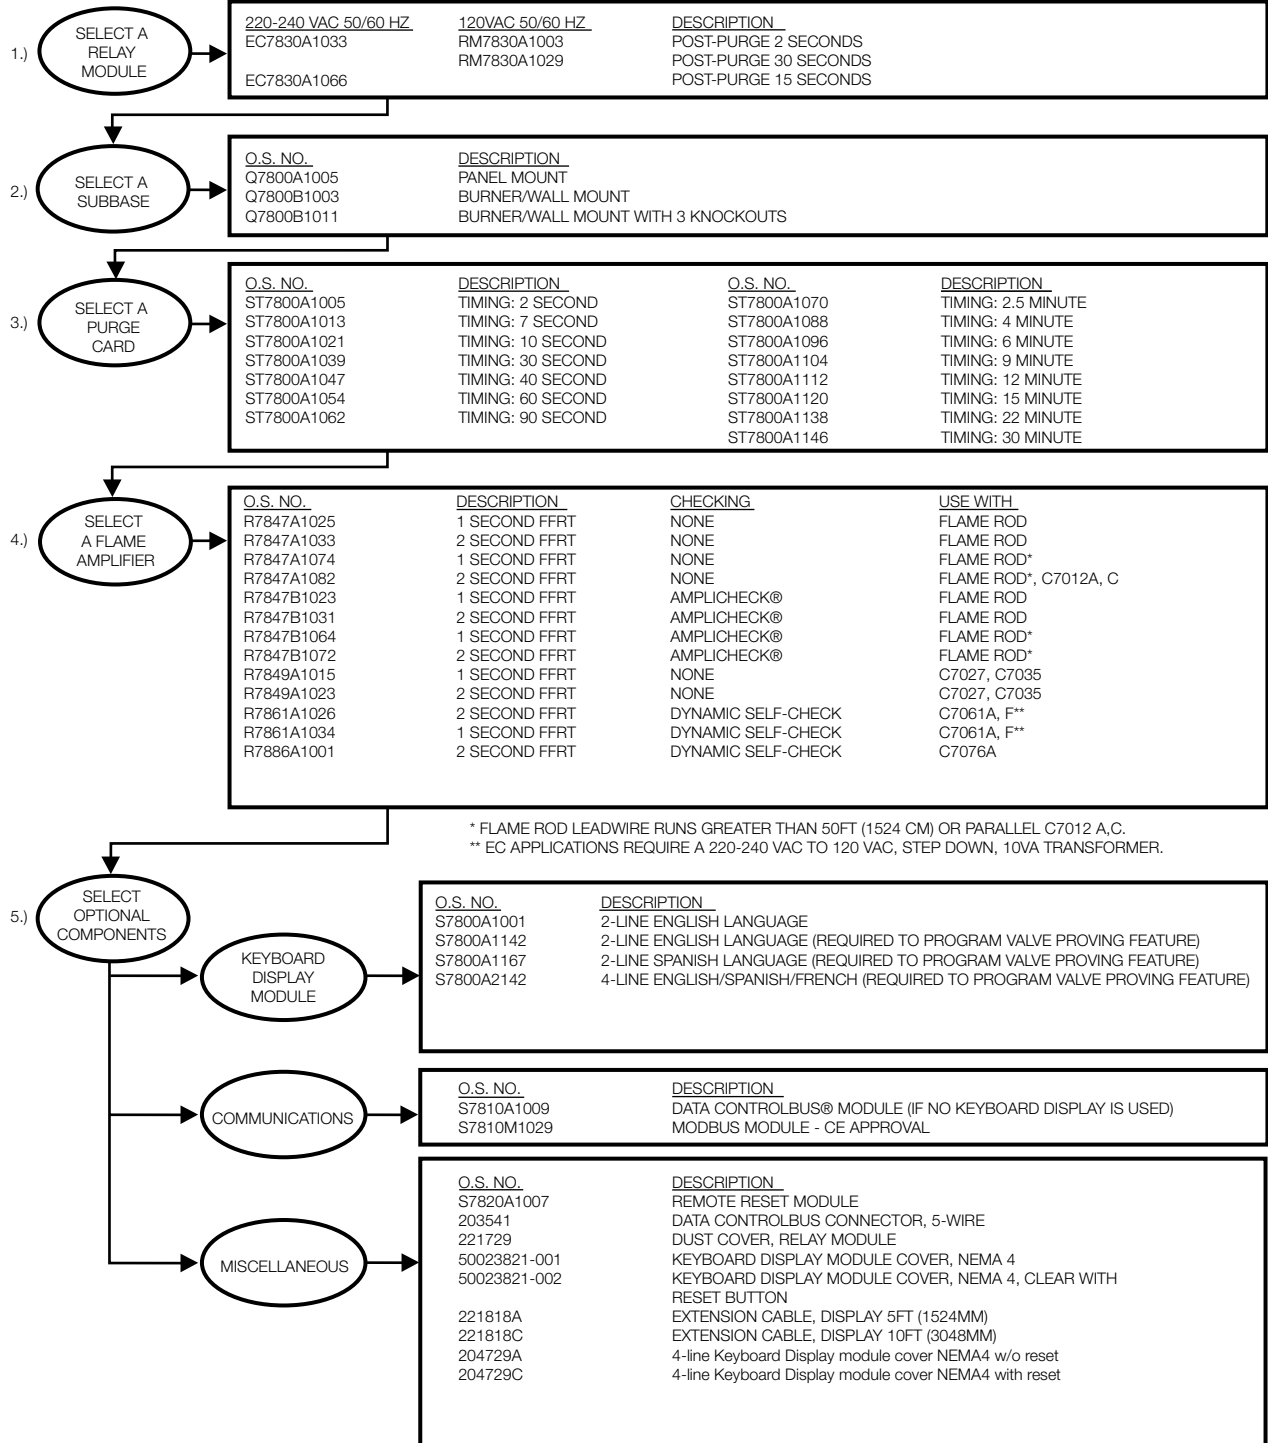 1.) SELECT A RELAY MODULE
220-240 VAC 50/60 HZ 120VAC 50/60 HZ DESCRIPTION
EC7830A1033 RM7830A1003 POST-PURGE 2 SECONDS
RM7830A1029 POST-PURGE 30 SECONDS
EC7830A1066 POST-PURGE 15 SECONDS
2.) SELECT A SUBBASE
O.S. NO. DESCRIPTION
Q7800A1005 PANEL MOUNT
Q7800B1003 BURNER/WALL MOUNT
Q7800B1011 BURNER/WALL MOUNT WITH 3 KNOCKOUTS
3.) SELECT A PURGE CARD
O.S. NO. DESCRIPTION O.S. NO. DESCRIPTION
ST7800A1005 TIMING: 2 SECOND ST7800A1070 TIMING: 2.5 MINUTE
ST7800A1013 TIMING: 7 SECOND ST7800A1088 TIMING: 4 MINUTE
ST7800A1021 TIMING: 10 SECOND ST7800A1096 TIMING: 6 MINUTE
ST7800A1039 TIMING: 30 SECOND ST7800A1104 TIMING: 9 MINUTE
ST7800A1047 TIMING: 40 SECOND ST7800A1112 TIMING: 12 MINUTE
ST7800A1054 TIMING: 60 SECOND ST7800A1120 TIMING: 15 MINUTE
ST7800A1062 TIMING: 90 SECOND ST7800A1138 TIMING: 22 MINUTE
ST7800A1146 TIMING: 30 MINUTE
4.) SELECT A FLAME AMPLIFIER
O.S. NO. DESCRIPTION CHECKING USE WITH
R7847A1025 1 SECOND FFRT NONE FLAME ROD
R7847A1033 2 SECOND FFRT NONE FLAME ROD
R7847A1074 1 SECOND FFRT NONE FLAME ROD*
R7847A1082 2 SECOND FFRT NONE FLAME ROD*, C7012A, C
R7847B1023 1 SECOND FFRT AMPLICHECK® FLAME ROD
R7847B1031 2 SECOND FFRT AMPLICHECK® FLAME ROD
R7847B1064 1 SECOND FFRT AMPLICHECK® FLAME ROD*
R7847B1072 2 SECOND FFRT AMPLICHECK® FLAME ROD*
R7849A1015 1 SECOND FFRT NONE C7027, C7035
R7849A1023 2 SECOND FFRT NONE C7027, C7035
R7861A1026 2 SECOND FFRT DYNAMIC SELF-CHECK C7061A, F**
R7861A1034 1 SECOND FFRT DYNAMIC SELF-CHECK C7061A, F**
R7886A1001 2 SECOND FFRT DYNAMIC SELF-CHECK C7076A
* FLAME ROD LEADWIRE RUNS GREATER THAN 50FT (1524 CM) OR PARALLEL C7012 A,C.
** EC APPLICATIONS REQUIRE A 220-240 VAC TO 120 VAC, STEP DOWN, 10VA TRANSFORMER.
5.) SELECT OPTIONAL COMPONENTS
KEYBOARD DISPLAY MODULE
O.S. NO. DESCRIPTION
S7800A1001 2-LINE ENGLISH LANGUAGE
S7800A1142 2-LINE ENGLISH LANGUAGE (REQUIRED TO PROGRAM VALVE PROVING FEATURE)
S7800A1167 2-LINE SPANISH LANGUAGE (REQUIRED TO PROGRAM VALVE PROVING FEATURE)
S7800A2142 4-LINE ENGLISH/SPANISH/FRENCH (REQUIRED TO PROGRAM VALVE PROVING FEATURE)
COMMUNICATIONS
O.S. NO. DESCRIPTION
S7810A1009 DATA CONTROLBUS® MODULE (IF NO KEYBOARD DISPLAY IS USED)
S7810M1029 MODBUS MODULE - CE APPROVAL
MISCELLANEOUS
O.S. NO. DESCRIPTION
S7820A1007 REMOTE RESET MODULE
203541 DATA CONTROLBUS CONNECTOR, 5-WIRE
221729 DUST COVER, RELAY MODULE
50023821-001 KEYBOARD DISPLAY MODULE COVER, NEMA 4
50023821-002 KEYBOARD DISPLAY MODULE COVER, NEMA 4, CLEAR WITH
RESET BUTTON
221818A EXTENSION CABLE, DISPLAY 5FT (1524MM)
221818C EXTENSION CABLE, DISPLAY 10FT (3048MM)
204729A 4-line Keyboard Display module cover NEMA4 w/o reset
204729C 4-line Keyboard Display module cover NEMA4 with reset